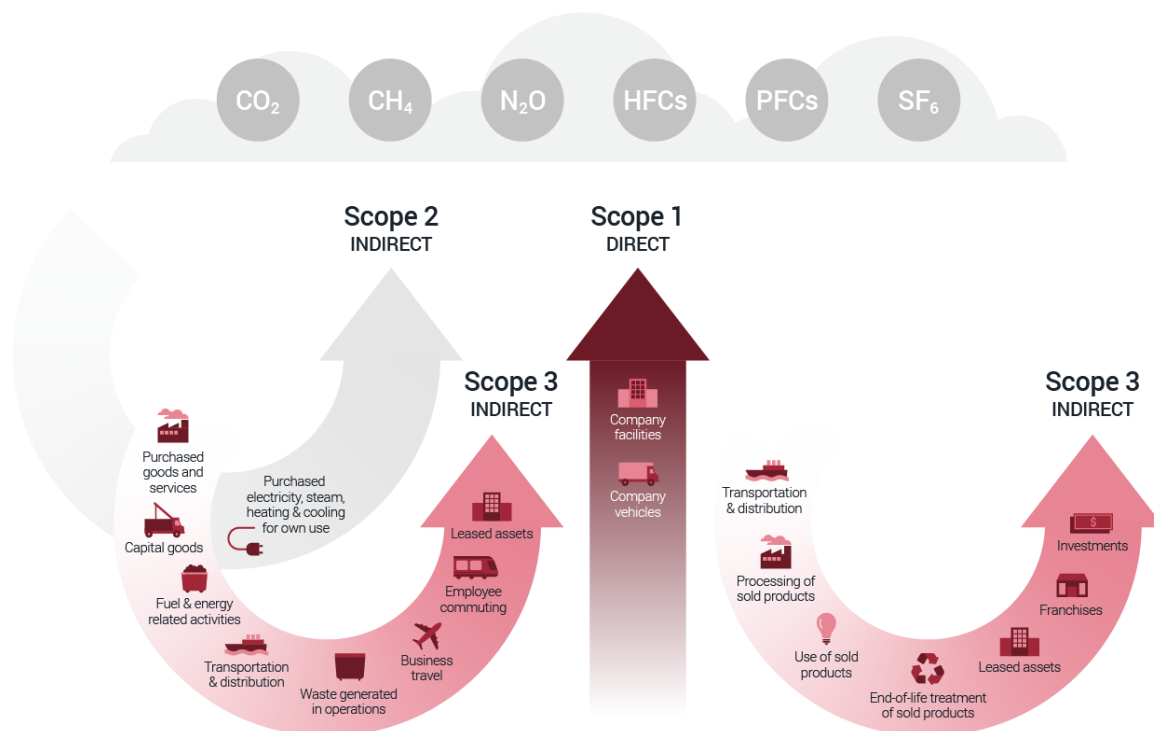 CO₂
CH₄
N₂O
HFCs
PFCs
SF₆
Scope 2
INDIRECT
Scope 1
DIRECT
Scope 3
INDIRECT
Scope 3
INDIRECT
Purchased
goods and
services
Capital goods
Fuel & energy
related activities
Transportation
& distribution
Waste generated
in operations
Business
travel
Employee
commuting
Leased assets
Purchased
electricity, steam,
heating & cooling
for own use
Company
facilities
Company
vehicles
Transportation
& distribution
Processing of
sold products
Use of sold
products
End-of-life treatment
of sold products
Leased assets
Franchises
Investments
$